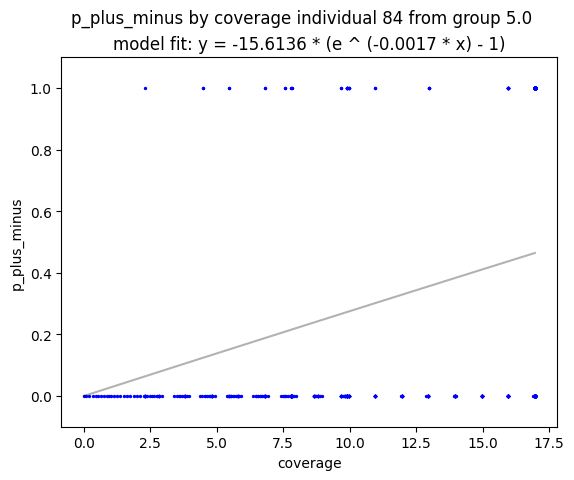 p_plus_minus by coverage individual 84 from group 5.0
model fit: y = -15.6136 * (e ^ (-0.0017 * x) - 1)
1.0
0.8
0.6
0.4
0.2
0.0
p_plus_minus
0.0 2.5 5.0 7.5 10.0 12.5 15.0 17.5
coverage